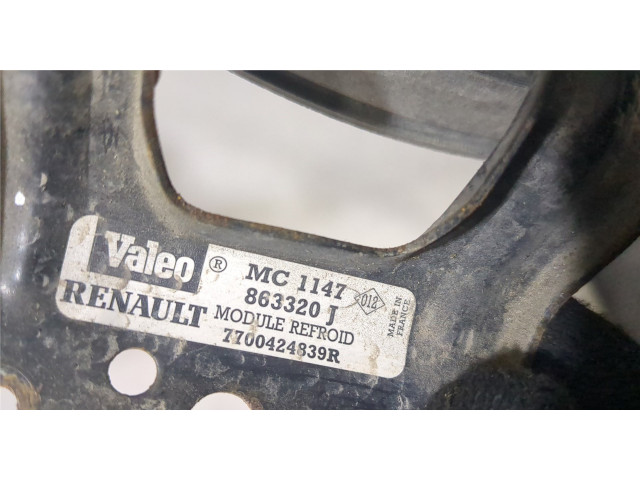 Valeo ® MC 1147
863320 J
RENAULT MODULE REFROID
7700424839R
012
MADE IN
FRANCE